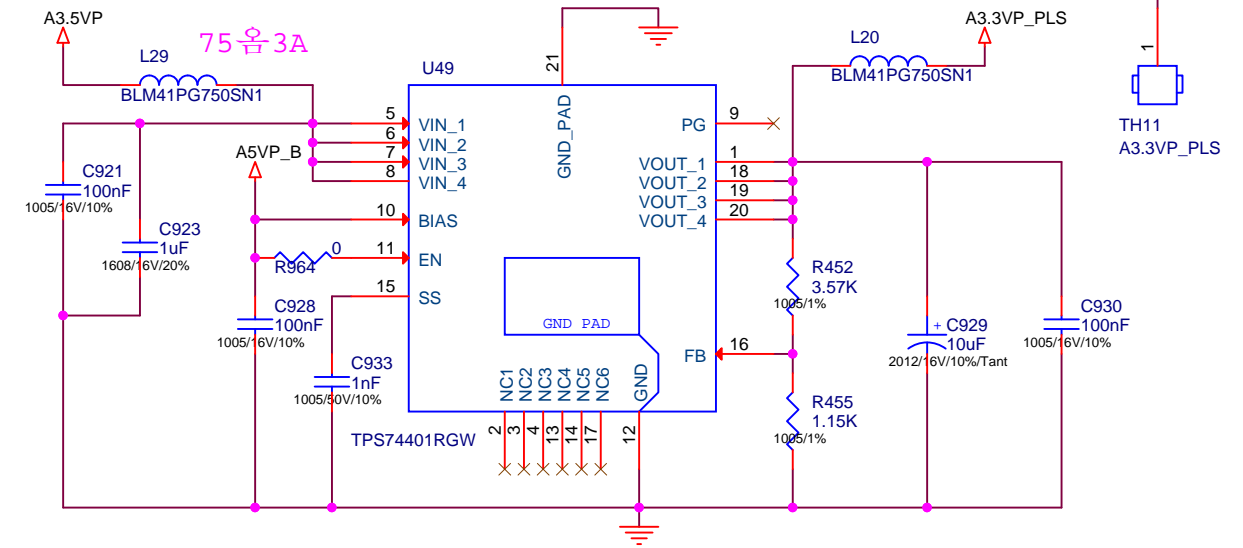 A3.5VP
75옴3A
L29
BLM41PG750SN1
U49
21
GND_PAD
L20
BLM41PG750SN1
A3.3VP_PLS
1
TH11
A3.3VP_PLS
5
VIN_1
6
VIN_2
7
VIN_3
8
VIN_4
9
PG
1
VOUT_1
18
VOUT_2
19
VOUT_3
20
VOUT_4
A5VP_B
10
BIAS
11
EN
15
SS
R964
0
C921
100nF
1005/16V/10%
C923
1uF
1608/16V/20%
C928
100nF
1005/16V/10%
C933
1nF
1005/50V/10%
GND PAD
R452
3.57K
1005/1%
16
FB
R455
1.15K
1005/1%
+
C929
10uF
2012/16V/10%/Tant
C930
100nF
1005/16V/10%
NC1
NC2
NC3
NC4
NC5
NC6
GND
2
3
4
13
14
17
12
TPS74401RGW